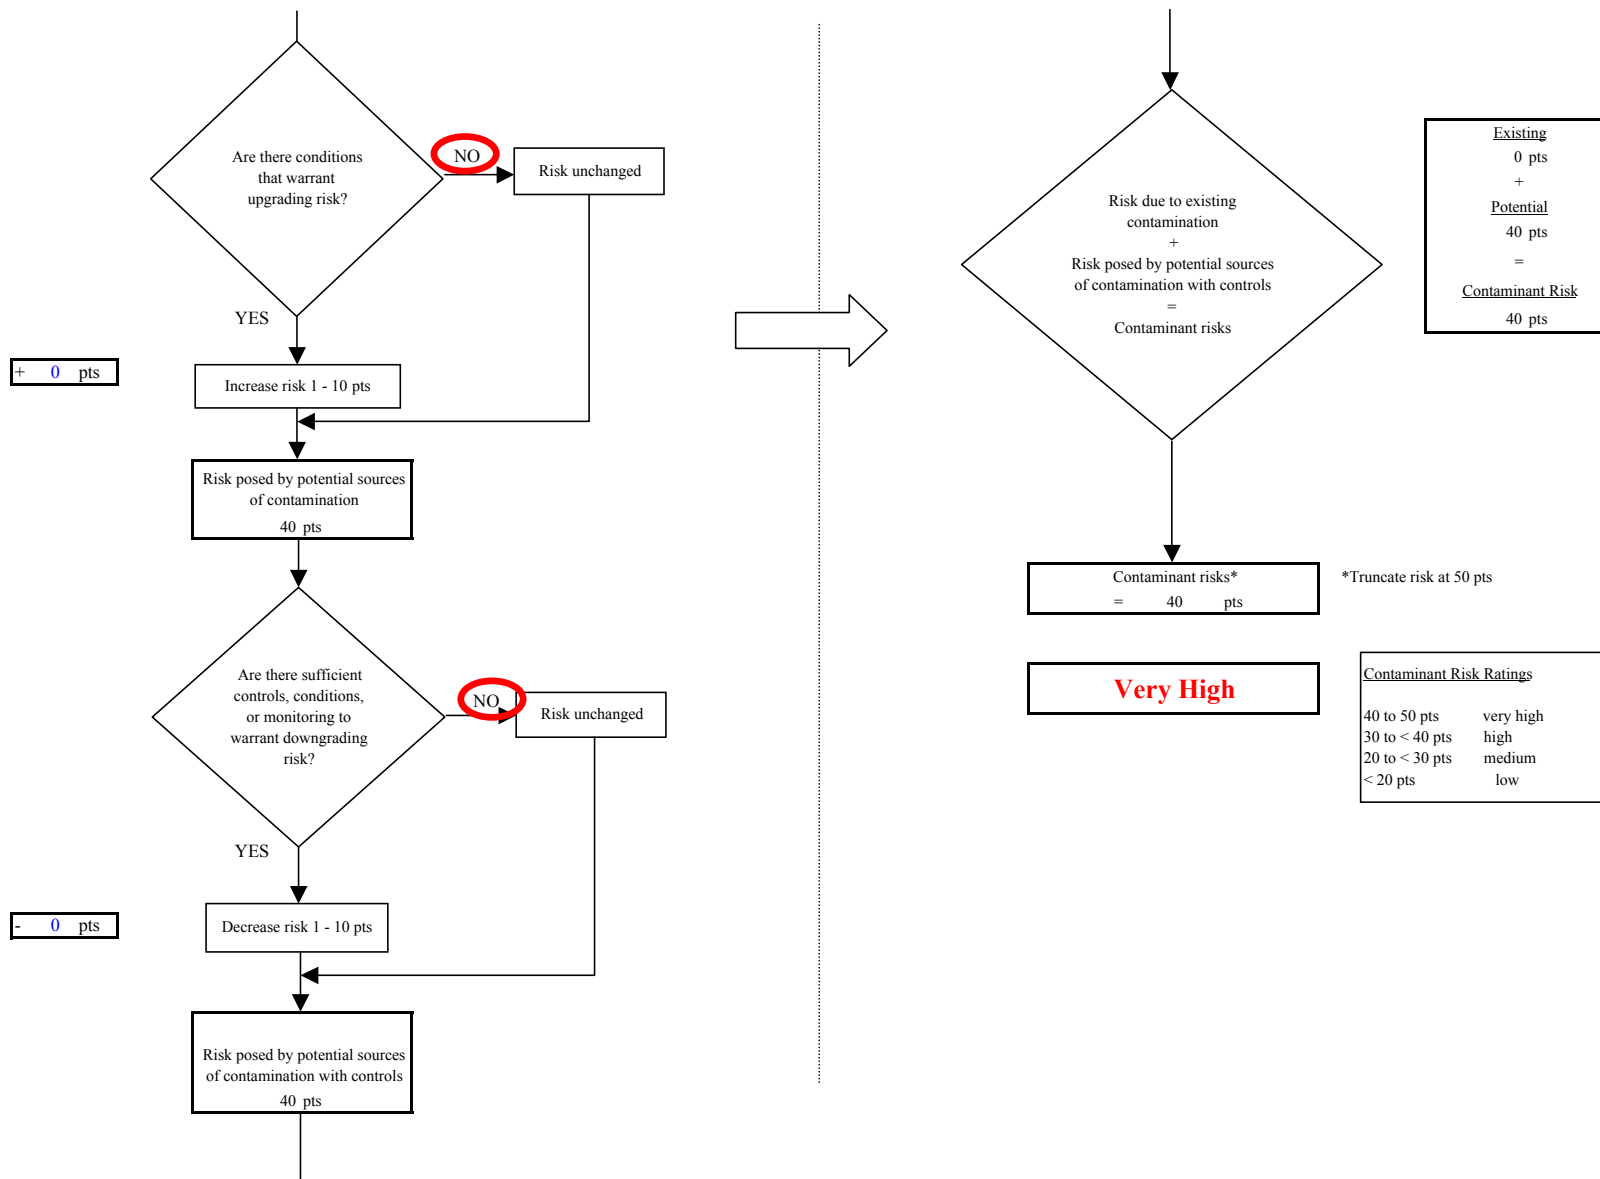 Are there conditions
that warrant
upgrading risk?
NO
Risk unchanged
YES
+ 0 pts
Increase risk 1 - 10 pts
Risk posed by potential sources
of contamination
40 pts
Are there sufficient
controls, conditions,
or monitoring to
warrant downgrading
risk?
NO
Risk unchanged
YES
- 0 pts
Decrease risk 1 - 10 pts
Risk posed by potential sources
of contamination with controls
40 pts
Risk due to existing
contamination
+
Risk posed by potential sources
of contamination with controls
=
Contaminant risks
Existing
0 pts
+
Potential
40 pts
=
Contaminant Risk
40 pts
Contaminant risks*
= 40 pts
*Truncate risk at 50 pts
Very High
Contaminant Risk Ratings
40 to 50 pts very high
30 to < 40 pts high
20 to < 30 pts medium
< 20 pts low